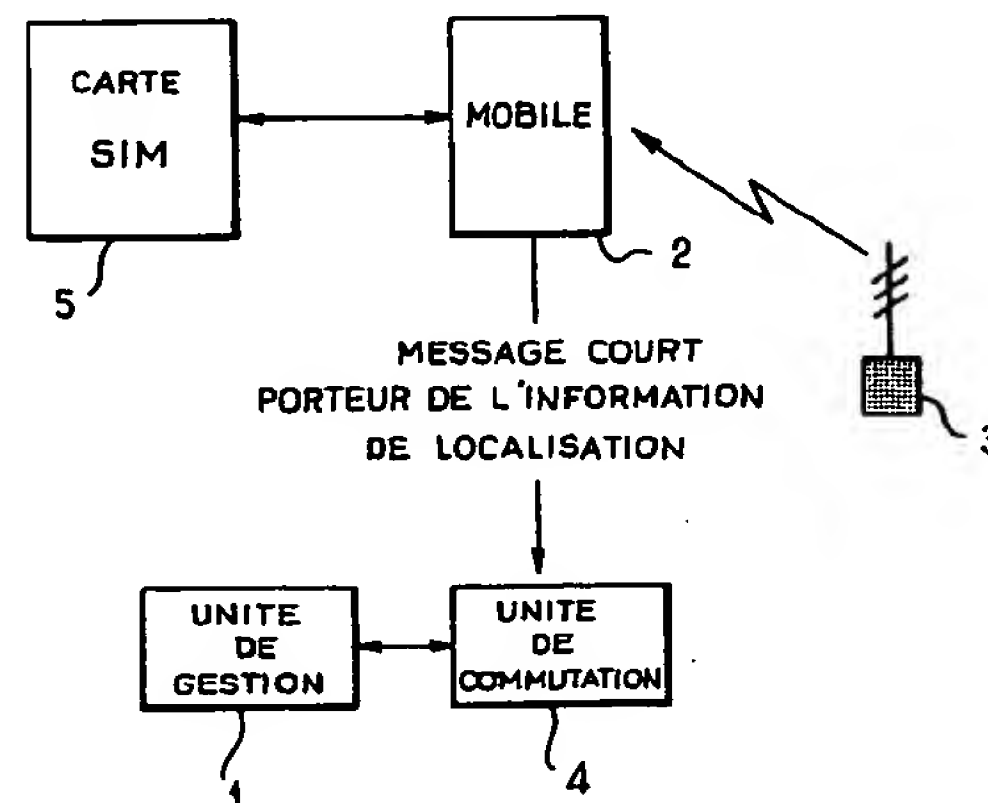 CARTE
SIM
MOBILE
5
2
3
MESSAGE COURT
PORTEUR DE L'INFORMATION
DE LOCALISATION
UNITE
DE
GESTION
UNITE
DE
COMMUTATION
1
4